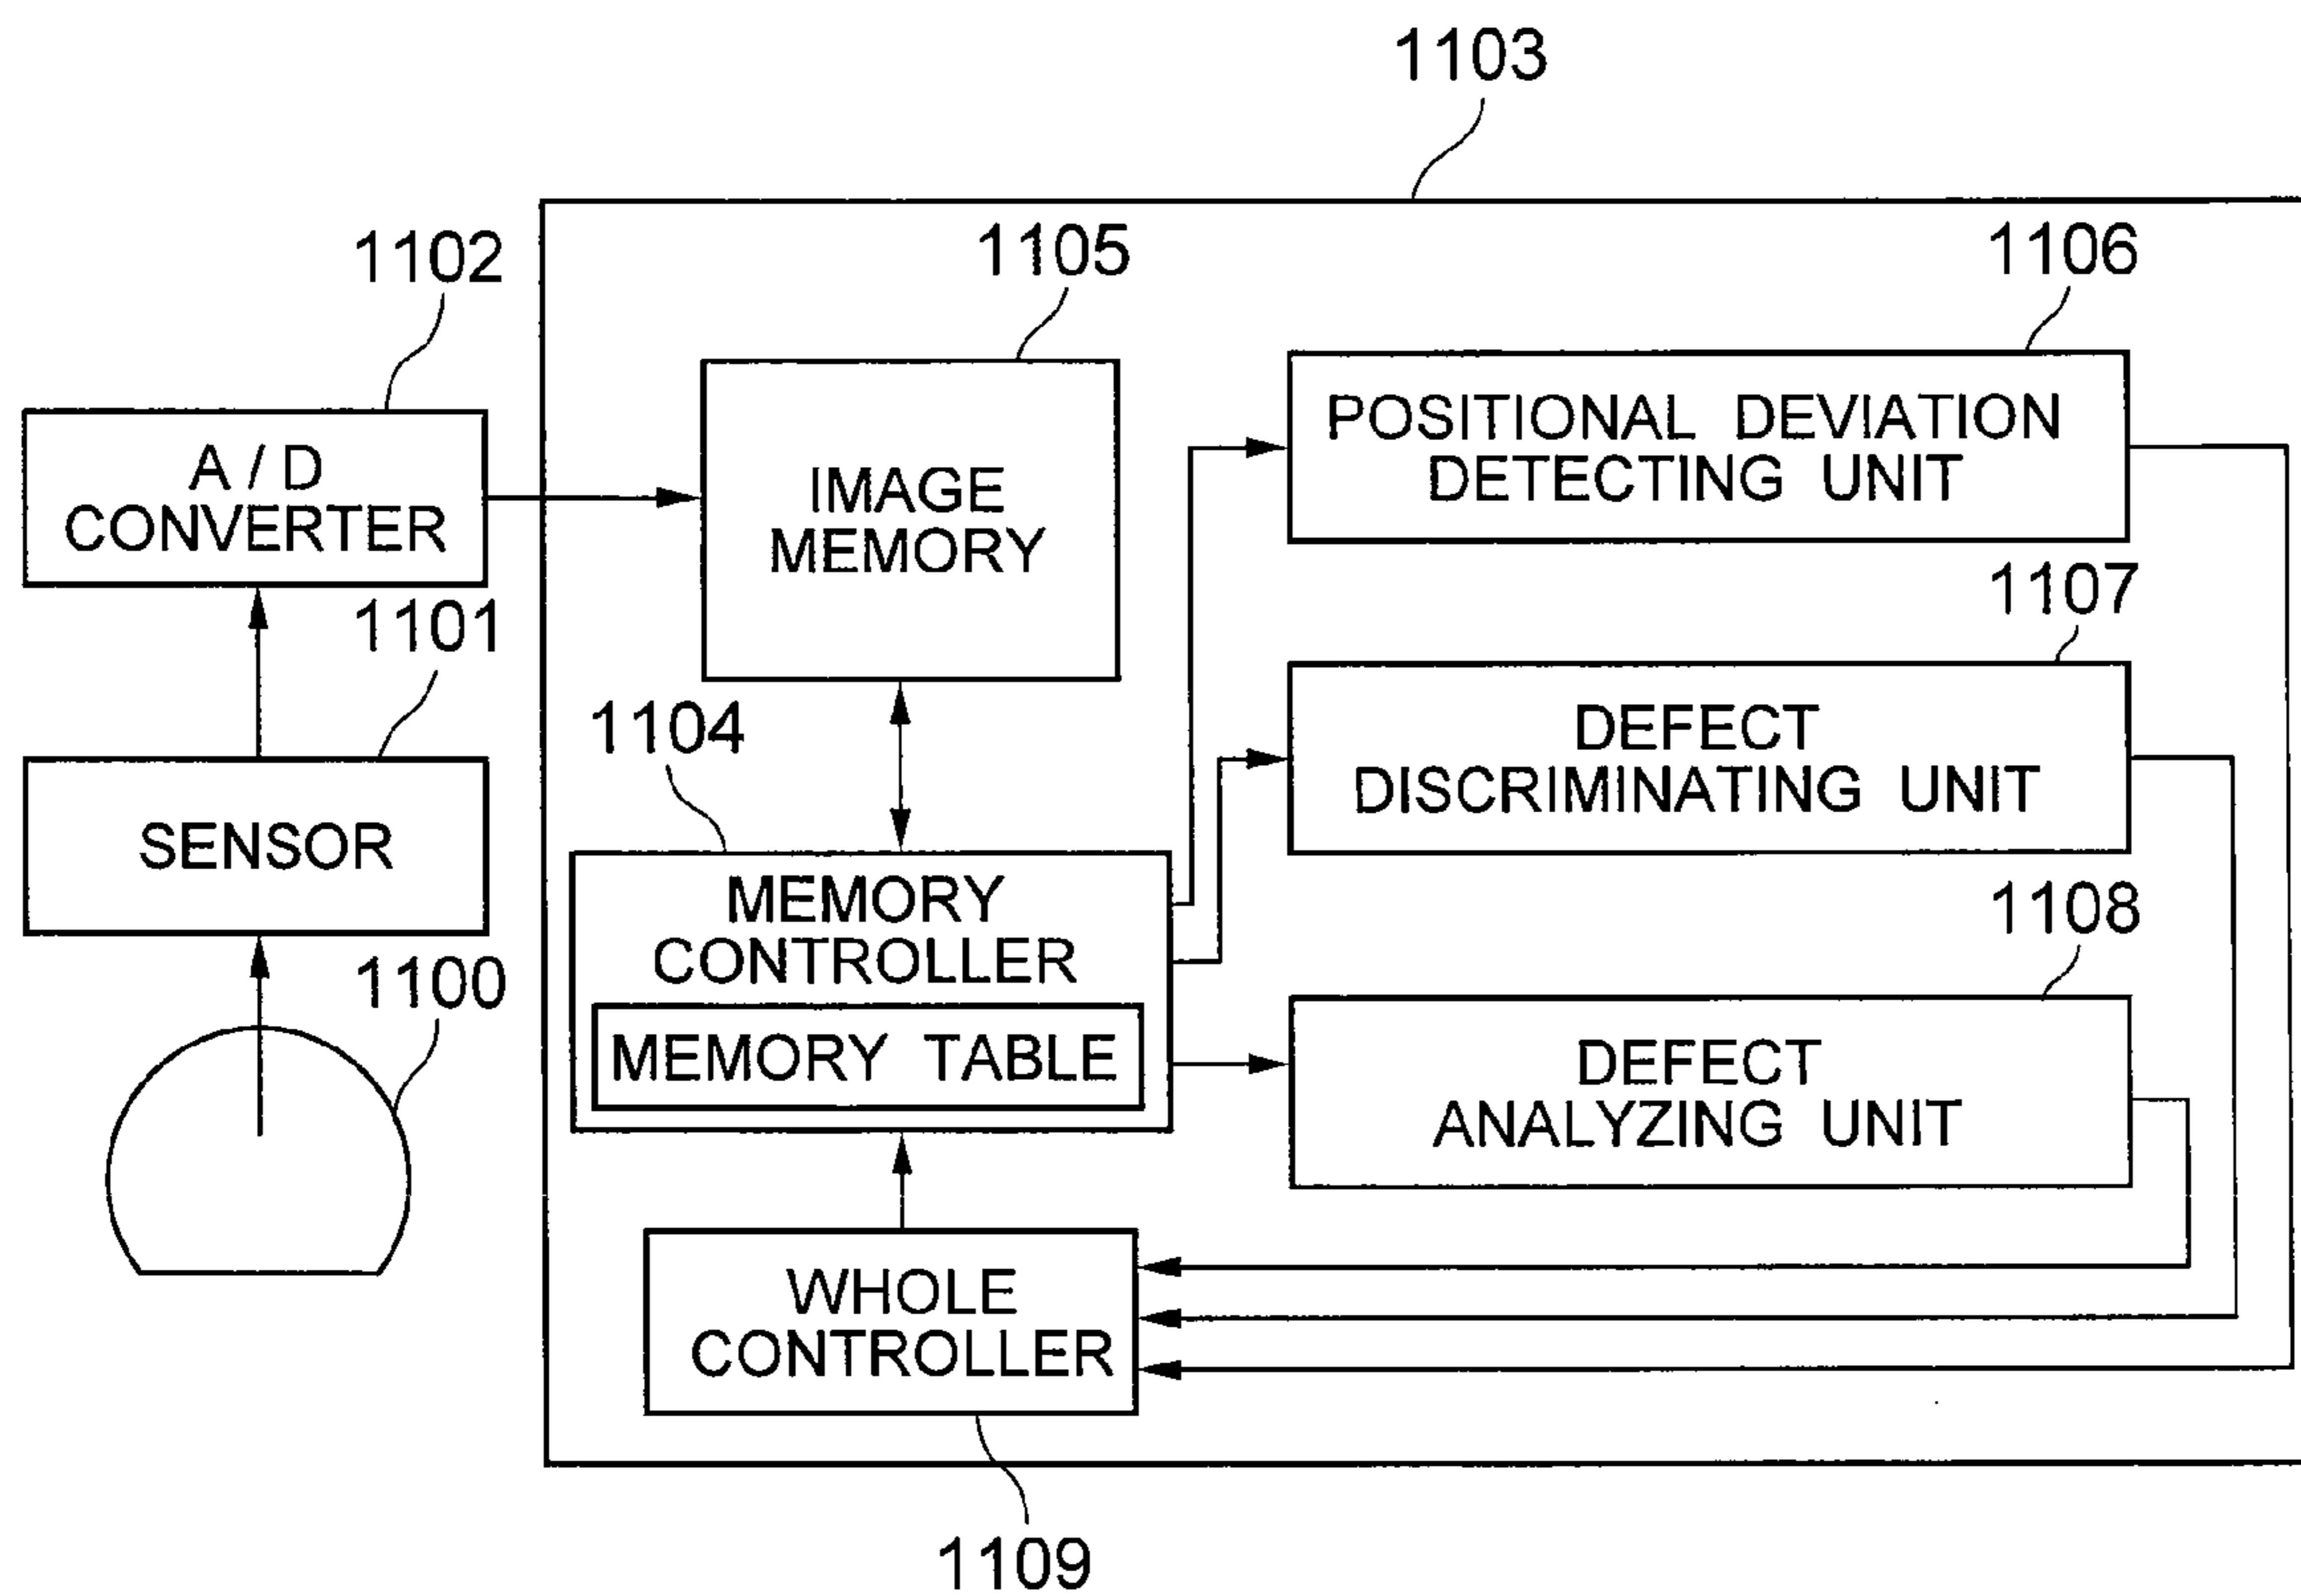 1103
1102
1105
1106
A / D
CONVERTER
IMAGE
MEMORY
POSITIONAL DEVIATION
DETECTING UNIT
1101
1107
1104
SENSOR
DEFECT
DISCRIMINATING UNIT
MEMORY
CONTROLLER
MEMORY TABLE
1108
1100
DEFECT
ANALYZING UNIT
WHOLE
CONTROLLER
1109